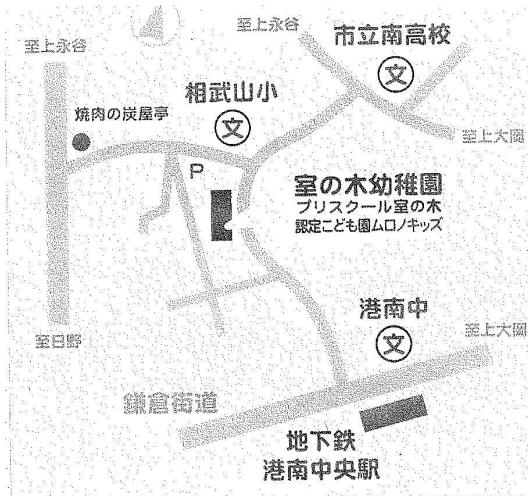 至上永谷
至上永谷
市立南高校
文
相武山小
文
焼肉の炭屋亭
至上大岡
P
室の木幼稚園
プリスクール室の木
認定こども園ムロノキッズ
港南中
文
至上大岡
至日野
鎌倉街道
地下鉄
港南中央駅